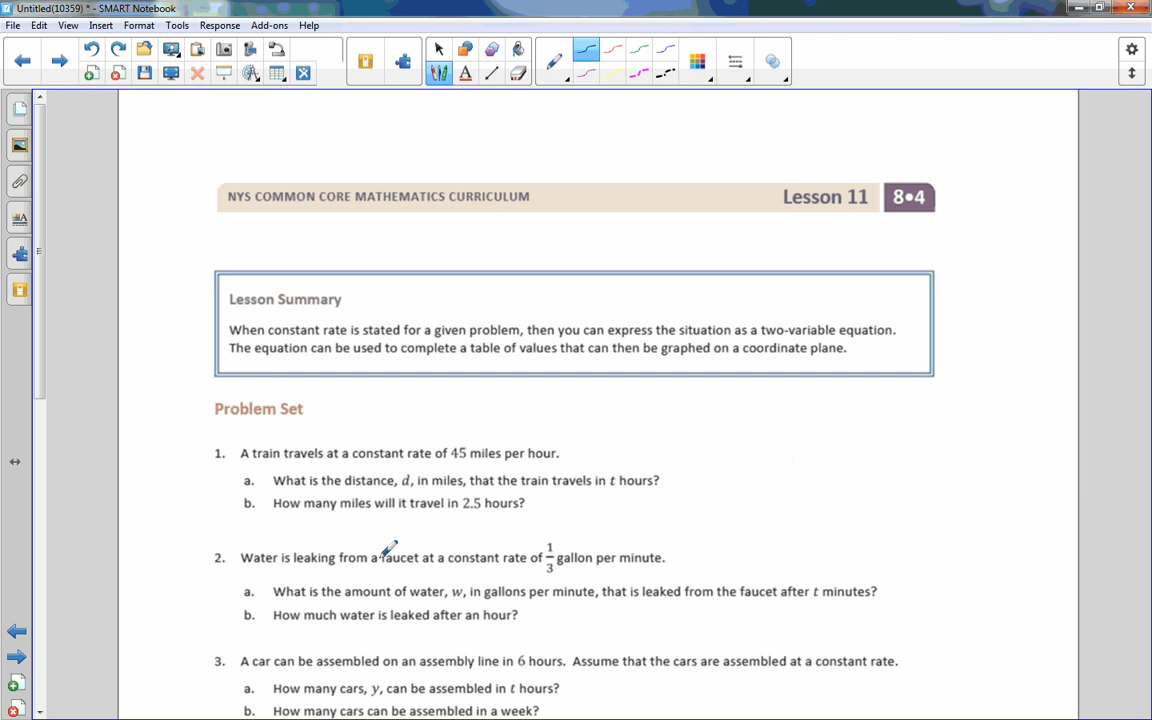 Untitled(10359) * - SMART Notebook
File Edit View Insert Format Tools Response Add-ons Help
NYS COMMON CORE MATHEMATICS CURRICULUM Lesson 11 8•4
Lesson Summary
When constant rate is stated for a given problem, then you can express the situation as a two-variable equation.
The equation can be used to complete a table of values that can then be graphed on a coordinate plane.
Problem Set
1. A train travels at a constant rate of 45 miles per hour.
a. What is the distance, d, in miles, that the train travels in t hours?
b. How many miles will it travel in 2.5 hours?
2. Water is leaking from a faucet at a constant rate of 1/3 gallon per minute.
a. What is the amount of water, w, in gallons per minute, that is leaked from the faucet after t minutes?
b. How much water is leaked after an hour?
3. A car can be assembled on an assembly line in 6 hours. Assume that the cars are assembled at a constant rate.
a. How many cars, y, can be assembled in t hours?
b. How many cars can be assembled in a week?